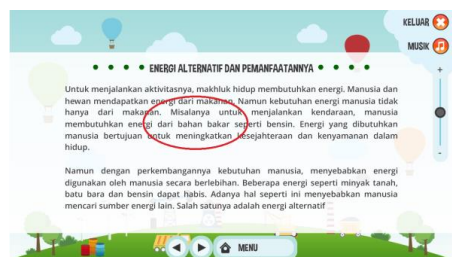 KELUAR
MUSIK
ENERGI ALTERNATIF DAN PEMANFAATANNYA
+
Untuk menjalankan aktivitasnya, makhluk hidup membutuhkan energi. Manusia dan
hewan mendapatkan energi dari makanan. Namun kebutuhan energi manusia tidak
hanya dari makanan. Misalanya untuk menjalankan kendaraan, manusia
membutuhkan energi dari bahan bakar seperti bensin. Energi yang dibutuhkan
manusia bertujuan untuk meningkatkan kesejahteraan dan kenyamanan dalam
hidup.
-
Namun dengan perkembangannya kebutuhan manusia, menyebabkan energi
digunakan oleh manusia secara berlebihan. Beberapa energi seperti minyak tanah,
batu bara dan bensin dapat habis. Adanya hal seperti ini menyebabkan manusia
mencari sumber energi lain. Salah satunya adalah energi alternatif
MENU